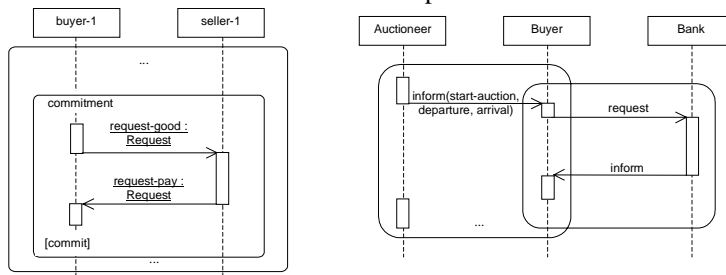 buyer-1
seller-1
...
commitment
request-good :
Request
request-pay :
Request
[commit]
...
Auctioneer
Buyer
Bank
inform(start-auction,
departure, arrival)
request
inform
...